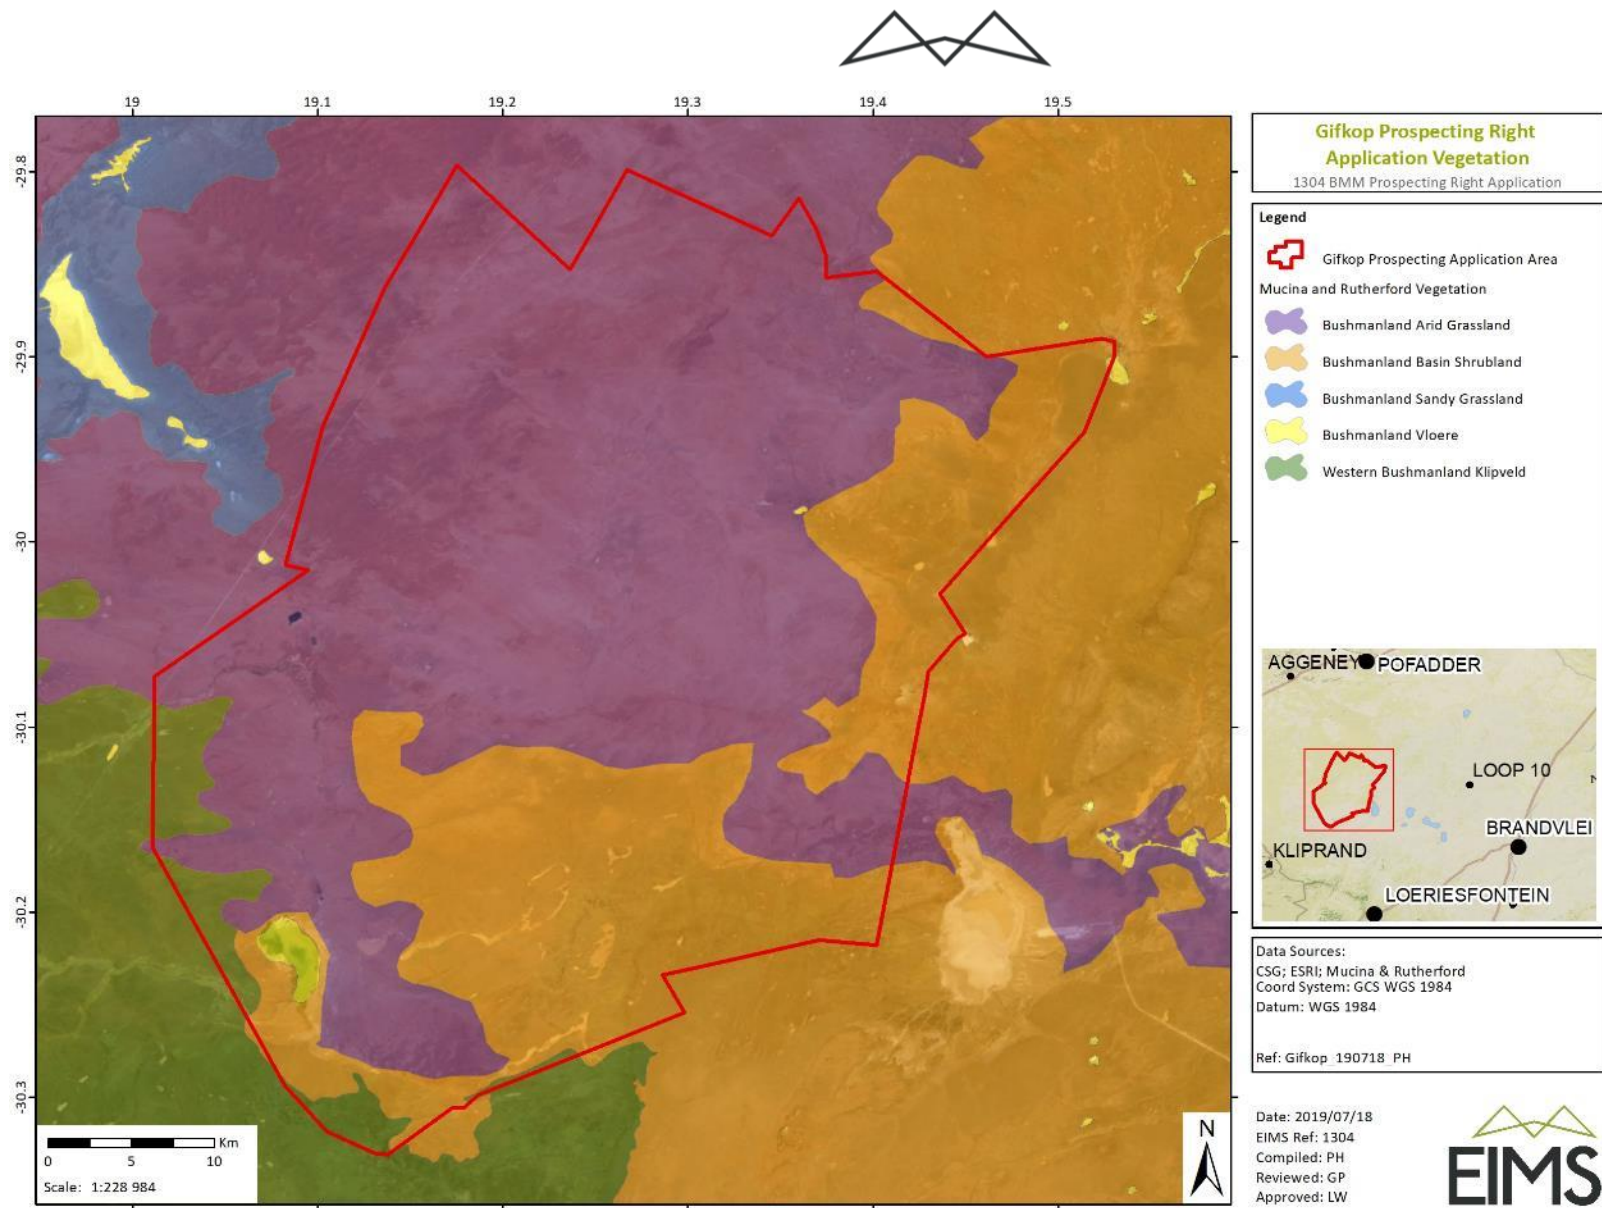 19 19.1 19.2 19.3 19.4 19.5
-29.8
-29.9
-30
-30.1
-30.2
-30.3
Km
0 5 10
Scale: 1:228 984
N
Gifkop Prospecting Right
Application Vegetation
1304 BMM Prospecting Right Application
Legend
Gifkop Prospecting Application Area
Mucina and Rutherford Vegetation
Bushmanland Arid Grassland
Bushmanland Basin Shrubland
Bushmanland Sandy Grassland
Bushmanland Vloere
Western Bushmanland Klipveld
AGGENEY POFADDER
LOOP 10
BRANDVLEI
KLIPRAND
LOERIESFONTEIN
Data Sources:
CSG; ESRI; Mucina & Rutherford
Coord System: GCS WGS 1984
Datum: WGS 1984
Ref: Gifkop_190718_PH
Date: 2019/07/18
EIMS Ref: 1304
Compiled: PH
Reviewed: GP
Approved: LW
EIMS